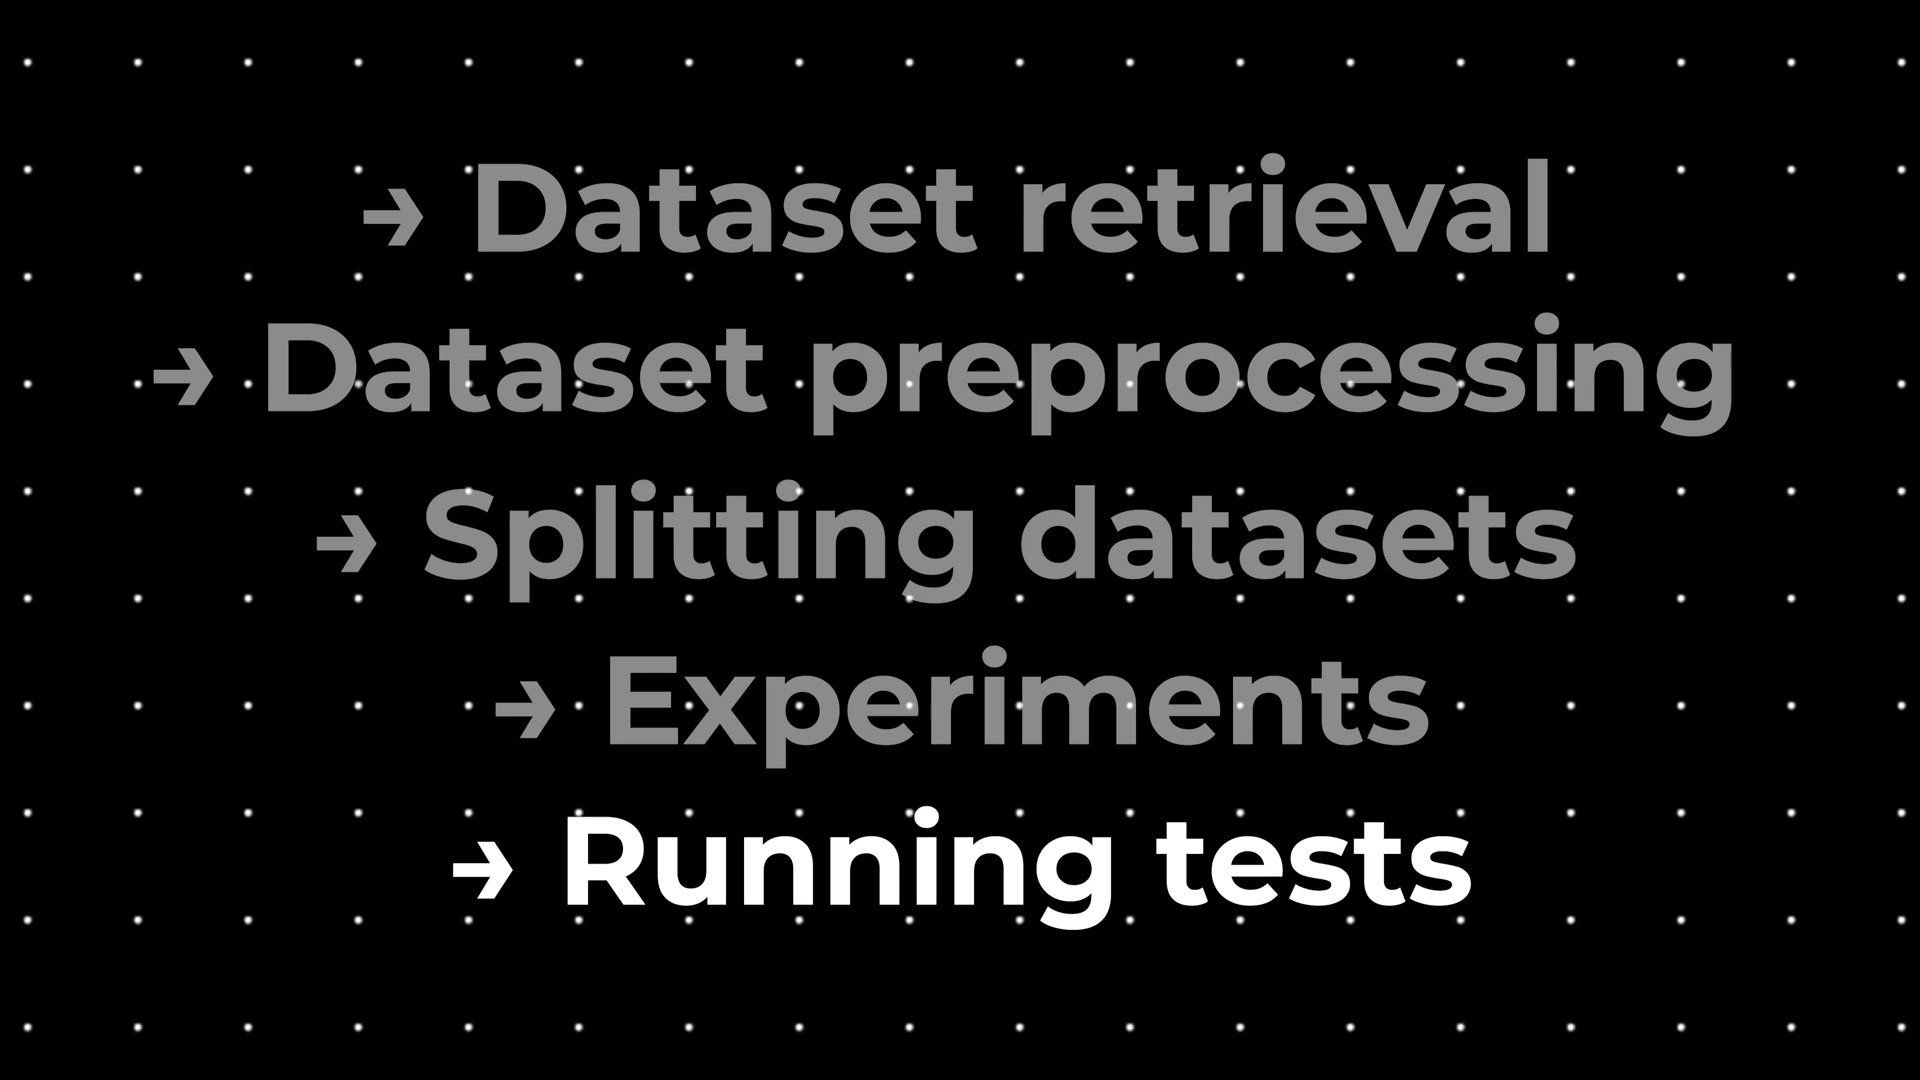 → Dataset retrieval
→ Dataset preprocessing
→ Splitting datasets
→ Experiments
→ Running tests